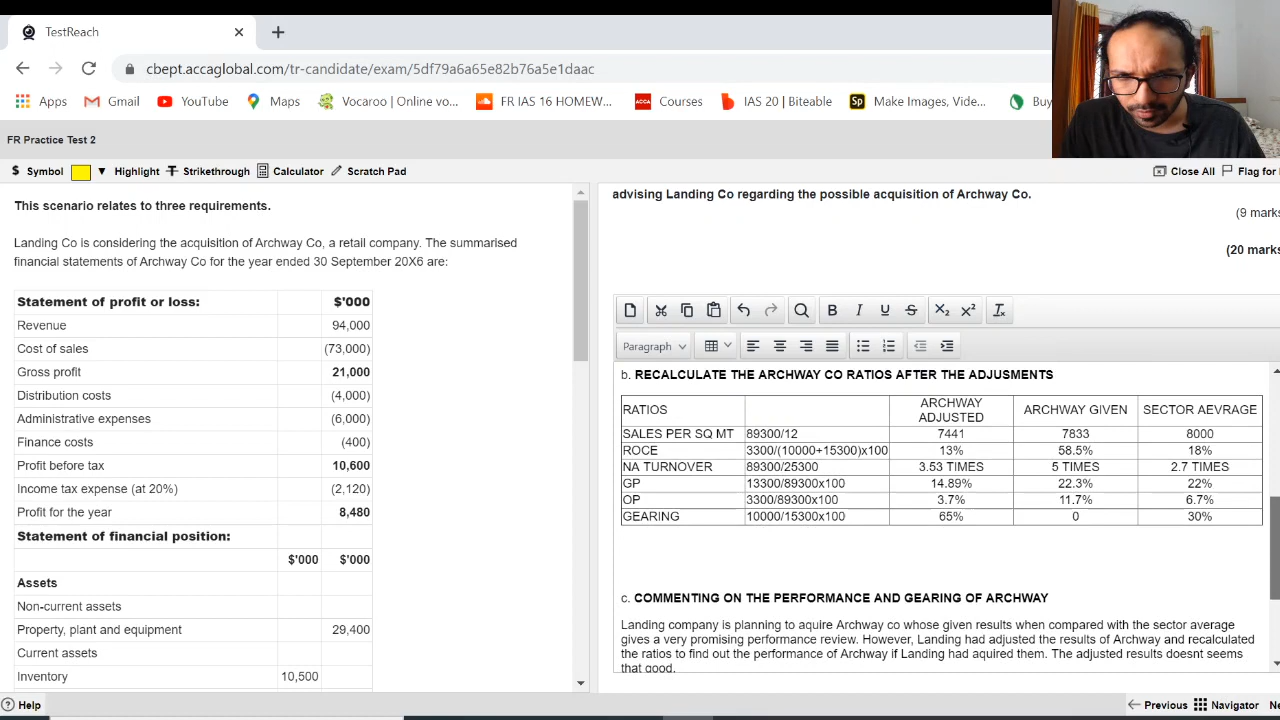 TestReach
cbept.accaglobal.com/tr-candidate/exam/5df79a6a65e82b76a5e1daac
Apps Gmail YouTube Maps Vocaroo | Online vo... FR IAS 16 HOMEW... ACCA Courses IAS 20 | Biteable Sp Make Images, Vide... Buy
FR Practice Test 2
$ Symbol Highlight Strikethrough Calculator Scratch Pad Close All Flag for
This scenario relates to three requirements.
Landing Co is considering the acquisition of Archway Co, a retail company. The summarised
financial statements of Archway Co for the year ended 30 September 20X6 are:
Statement of profit or loss: $'000
Revenue 94,000
Cost of sales (73,000)
Gross profit 21,000
Distribution costs (4,000)
Administrative expenses (6,000)
Finance costs (400)
Profit before tax 10,600
Income tax expense (at 20%) (2,120)
Profit for the year 8,480
Statement of financial position:
$'000 $'000
Assets
Non-current assets
Property, plant and equipment 29,400
Current assets
Inventory 10,500
advising Landing Co regarding the possible acquisition of Archway Co.
(9 marks
(20 marks
B I U S X₂ X² Tx
Paragraph
b. RECALCULATE THE ARCHWAY CO RATIOS AFTER THE ADJUSMENTS
RATIOS ARCHWAY ADJUSTED ARCHWAY GIVEN SECTOR AEVRAGE
SALES PER SQ MT 89300/12 7441 7833 8000
ROCE 3300/(10000+15300)x100 13% 58.5% 18%
NA TURNOVER 89300/25300 3.53 TIMES 5 TIMES 2.7 TIMES
GP 13300/89300x100 14.89% 22.3% 22%
OP 3300/89300x100 3.7% 11.7% 6.7%
GEARING 10000/15300x100 65% 0 30%
c. COMMENTING ON THE PERFORMANCE AND GEARING OF ARCHWAY
Landing company is planning to aquire Archway co whose given results when compared with the sector average
gives a very promising performance review. However, Landing had adjusted the results of Archway and recalculated
the ratios to find out the performance of Archway if Landing had aquired them. The adjusted results doesnt seems
that good.
Help Previous Navigator Ne